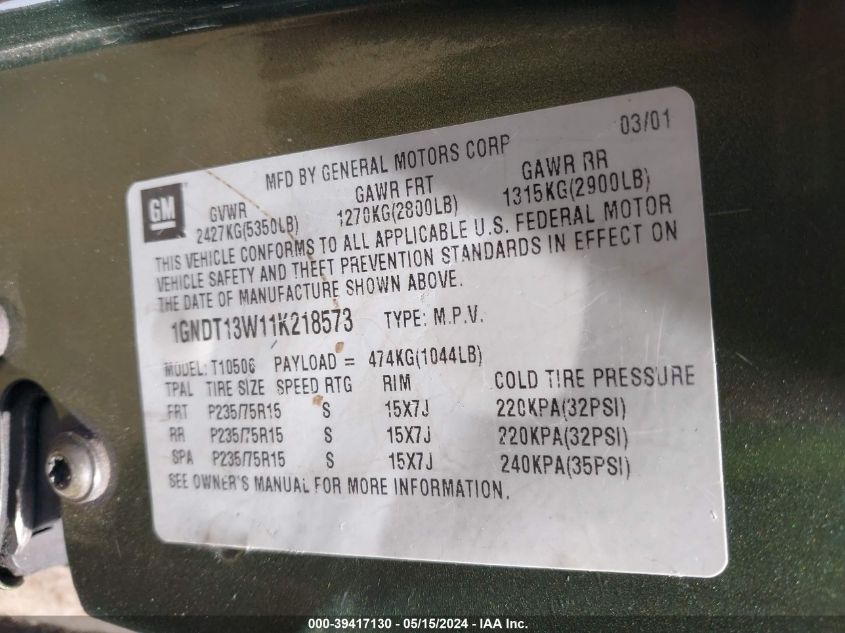 03/01
MFD BY GENERAL MOTORS CORP
GM
GVWR GAWR FRT GAWR RR
2427KG(5350LB) 1270KG(2800LB) 1315KG(2900LB)
THIS VEHICLE CONFORMS TO ALL APPLICABLE U.S. FEDERAL MOTOR
VEHICLE SAFETY AND THEFT PREVENTION STANDARDS IN EFFECT ON
THE DATE OF MANUFACTURE SHOWN ABOVE.
1GNDT13W11K218573 TYPE: M.P.V.
MODEL: T10506 PAYLOAD = 474KG(1044LB)
TPAL TIRE SIZE SPEED RTG RIM COLD TIRE PRESSURE
FRT P235/75R15 S 15X7J 220KPA(32PSI)
RR P235/75R15 S 15X7J 220KPA(32PSI)
SPA P235/75R15 S 15X7J 240KPA(35PSI)
SEE OWNER'S MANUAL FOR MORE INFORMATION.
000-39417130 - 05/15/2024 - IAA Inc.